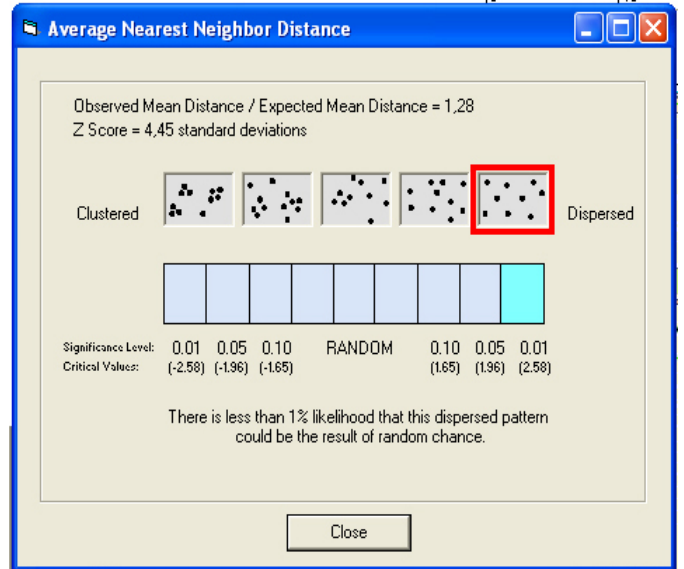 Average Nearest Neighbor Distance
Observed Mean Distance / Expected Mean Distance = 1,28
Z Score = 4,45 standard deviations
Clustered
Dispersed
Significance Level: 0.01 0.05 0.10 RANDOM 0.10 0.05 0.01
Critical Values: (-2.58) (-1.96) (-1.65) (1.65) (1.96) (2.58)
There is less than 1% likelihood that this dispersed pattern
could be the result of random chance.
Close